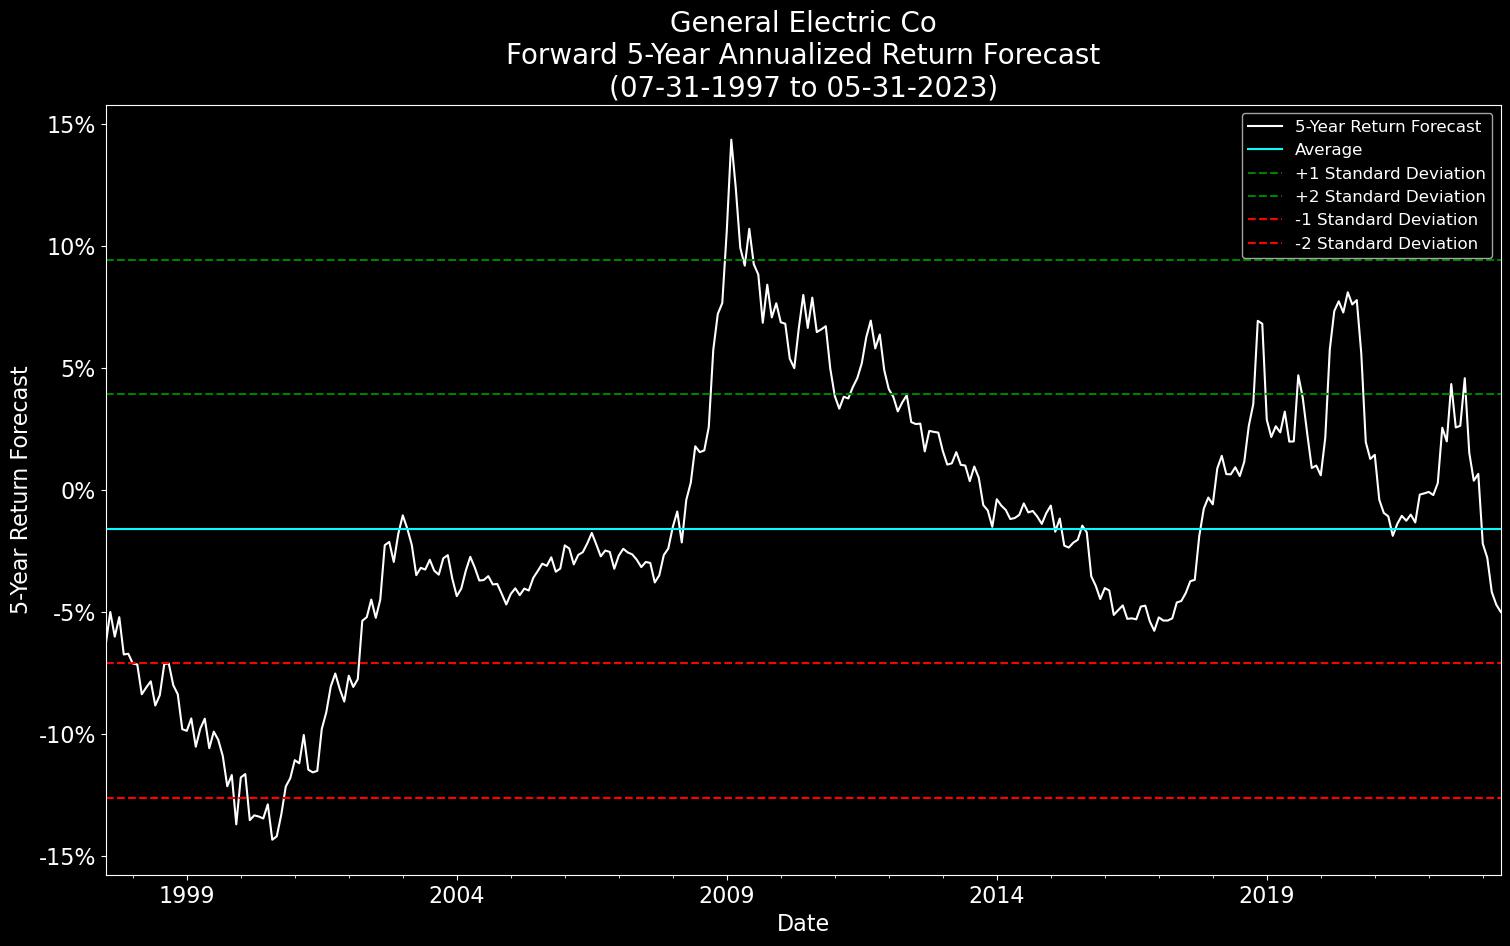 General Electric Co
Forward 5-Year Annualized Return Forecast
(07-31-1997 to 05-31-2023)
5-Year Return Forecast
Average
+1 Standard Deviation
+2 Standard Deviation
-1 Standard Deviation
-2 Standard Deviation
15%
10%
5%
0%
-5%
-10%
-15%
5-Year Return Forecast
1999 2004 2009 2014 2019
Date